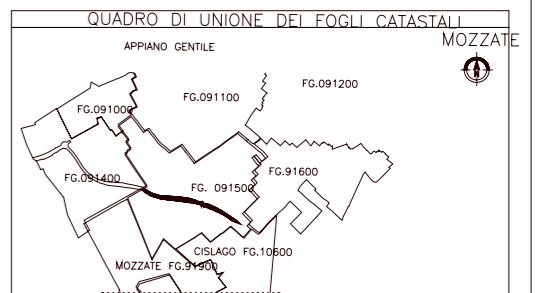 QUADRO DI UNIONE DEI FOGLI CATASTALI
MOZZATE
APPIANO GENTILE
FG.091200
FG.091100
FG.091000
FG.91600
FG.091400
FG. 091500
CISLAGO FG.10600
MOZZATE FG.91900